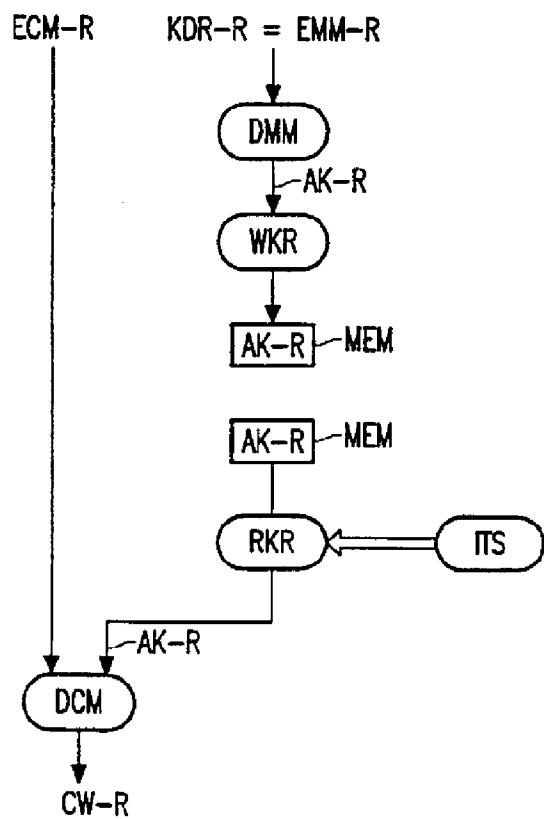 ECM-R KDR-R = EMM-R
DMM
AK-R
WKR
AK-R MEM
AK-R MEM
RKR ITS
AK-R
DCM
CW-R